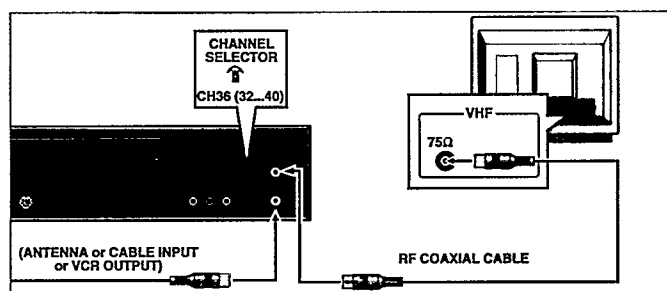 CHANNEL
SELECTOR
CH36 (32...40)
VHF
75Ω
(ANTENNA or CABLE INPUT
or VCR OUTPUT)
RF COAXIAL CABLE